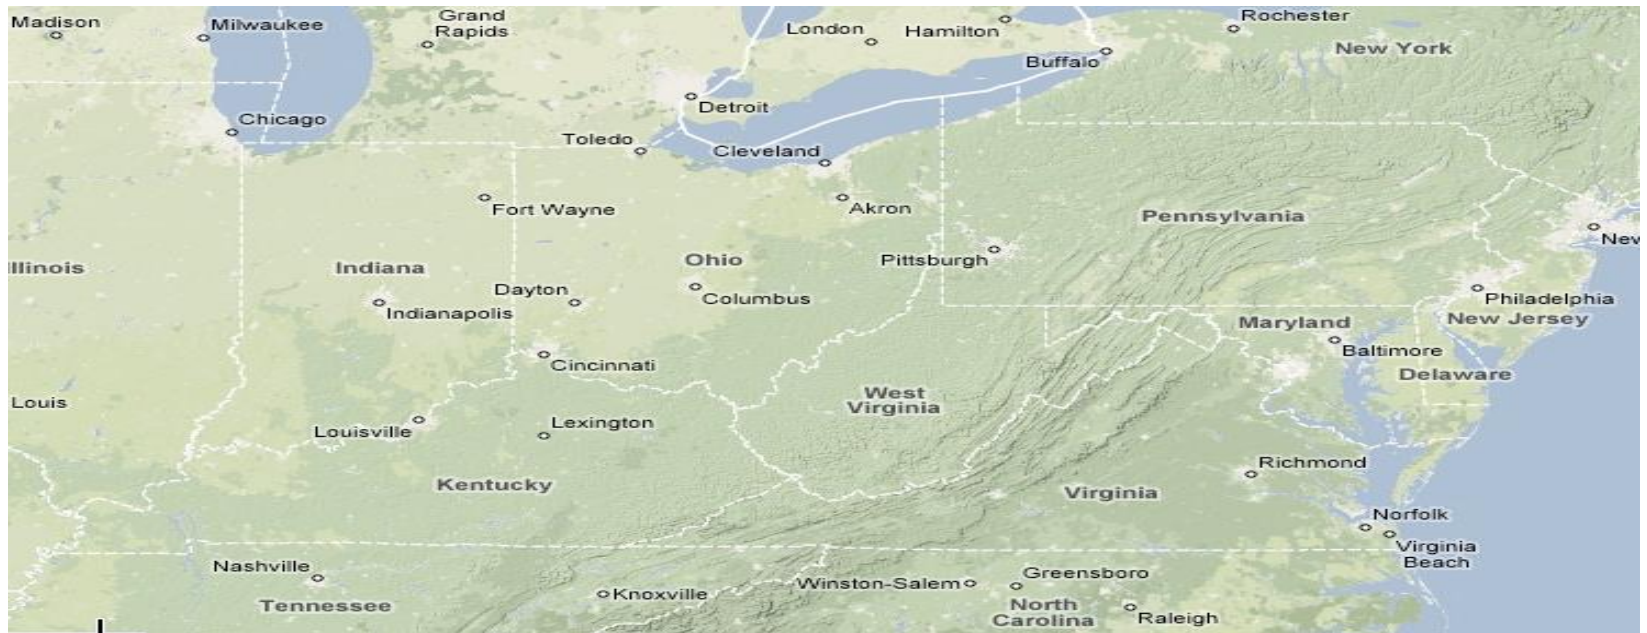 Madison
Milwaukee
Grand
Rapids
London
Hamilton
Rochester
New York
Buffalo
Detroit
Chicago
Toledo
Cleveland
Fort Wayne
Akron
Pennsylvania
New
Illinois
Indiana
Ohio
Pittsburgh
Dayton
Columbus
Philadelphia
Indianapolis
New Jersey
Maryland
Baltimore
Cincinnati
Delaware
West
Virginia
Louis
Lexington
Louisville
Richmond
Kentucky
Virginia
Norfolk
Virginia
Beach
Nashville
Greensboro
Winston-Salem
Knoxville
Tennessee
North
Carolina
Raleigh